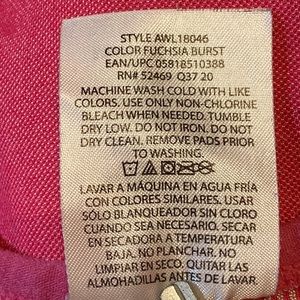 STYLE AWL18046
COLOR FUCHSIA BURST
EAN/UPC 05818510388
RN# 52469 Q37 20
MACHINE WASH COLD WITH LIKE
COLORS. USE ONLY NON-CHLORINE
BLEACH WHEN NEEDED. TUMBLE
DRY LOW. DO NOT IRON. DO NOT
DRY CLEAN. REMOVE PADS PRIOR
TO WASHING.
LAVAR A MÁQUINA EN AGUA FRÍA
CON COLORES SIMILARES. USAR
SÓLO BLANQUEADOR SIN CLORO
CUANDO SEA NECESARIO. SECAR
EN SECADORA A TEMPERATURA
BAJA. NO PLANCHAR. NO
LIMPIAR EN SECO. QUITAR LAS
ALMOHADILLAS ANTES DE LAVAR.